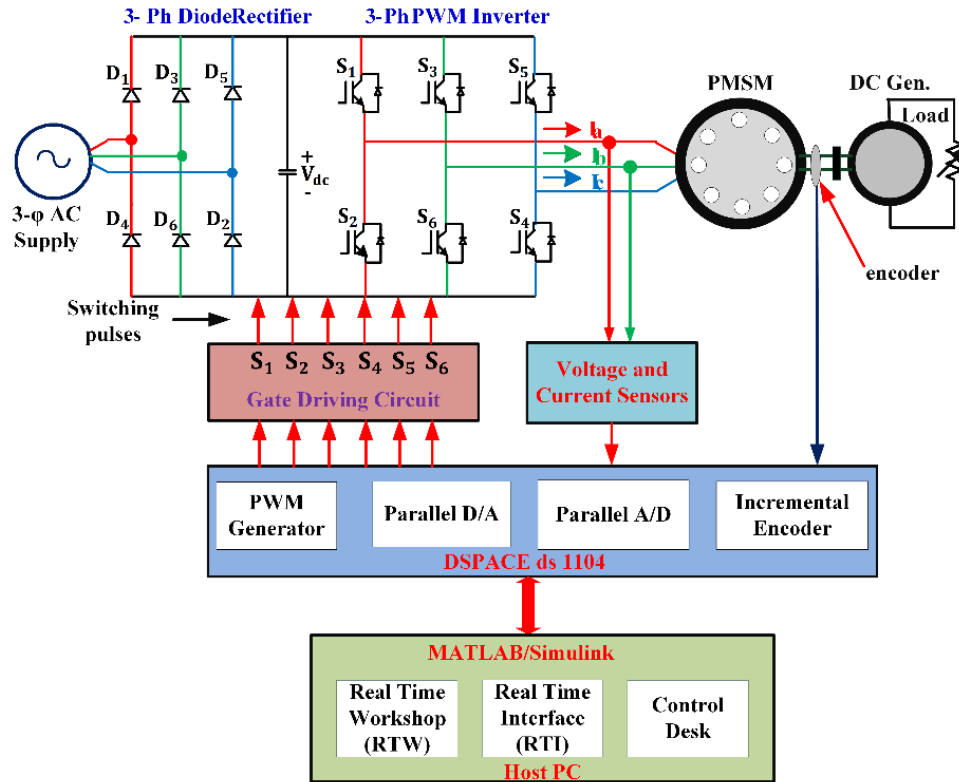 3- Ph DiodeRectifier
3-PhPWM Inverter
D1
D3
D5
S1
S3
S5
PMSM
DC Gen.
Load
Ia
Ib
Ic
+
Vdc
-
3-φ AC
Supply
D4
D6
D2
S2
S6
S4
encoder
Switching
pulses
S1 S2 S3 S4 S5 S6
Gate Driving Circuit
Voltage and
Current Sensors
PWM
Generator
Parallel D/A
Parallel A/D
Incremental
Encoder
DSPACE ds 1104
MATLAB/Simulink
Real Time
Workshop
(RTW)
Real Time
Interface
(RTI)
Control
Desk
Host PC